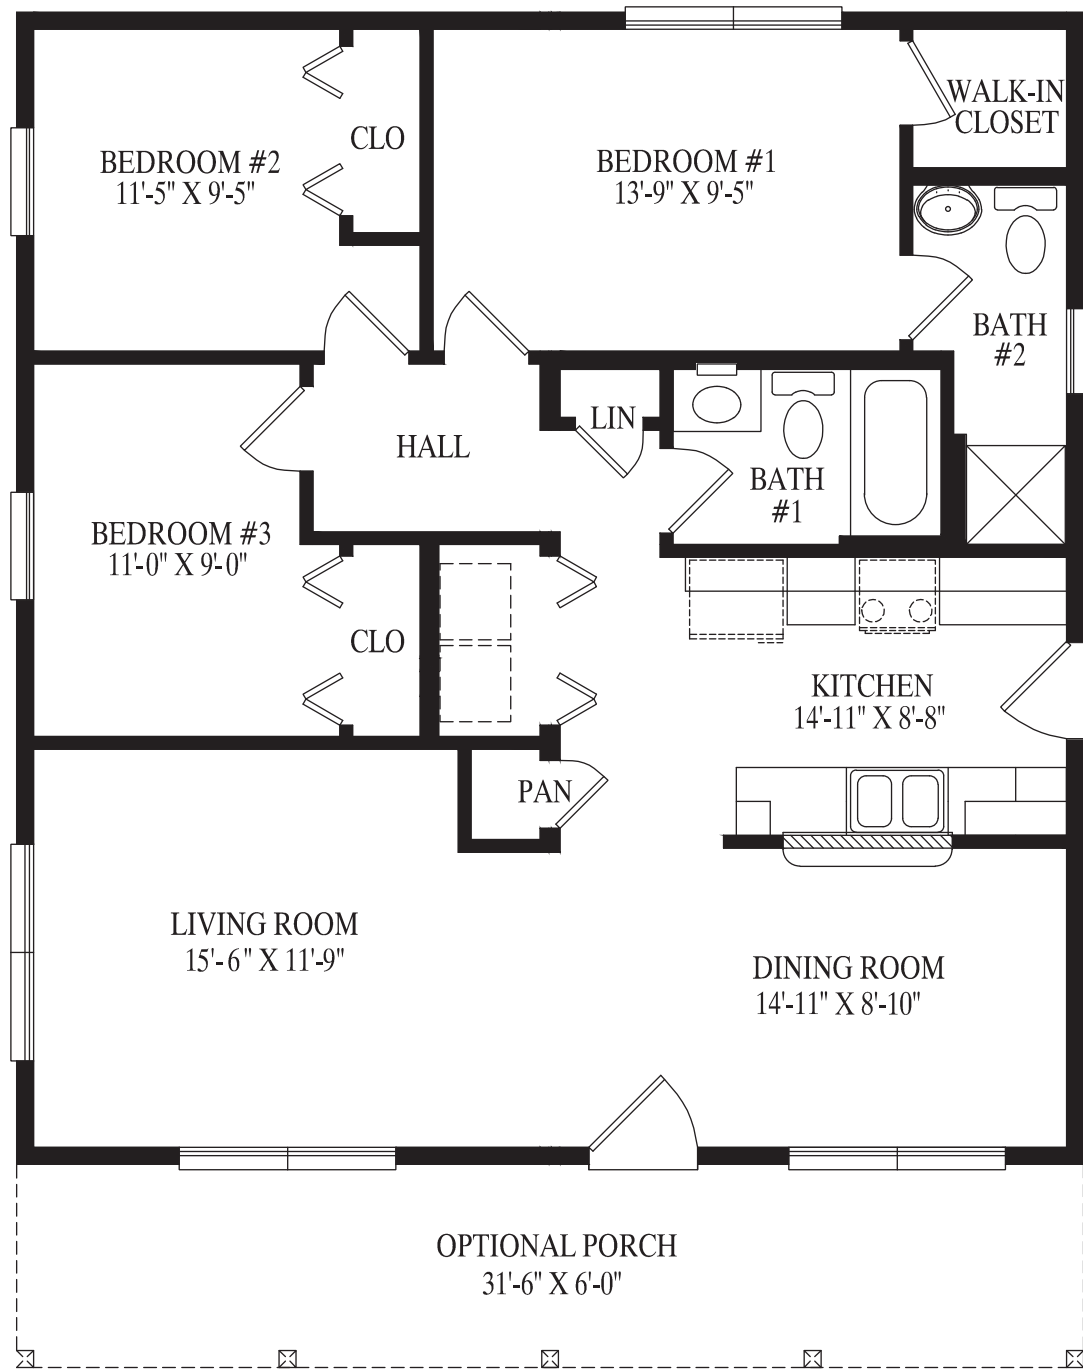 WALK-IN
CLOSET
CLO
BEDROOM #2
11'-5" X 9'-5"
BEDROOM #1
13'-9" X 9'-5"
BATH
#2
LIN
HALL
BATH
#1
BEDROOM #3
11'-0" X 9'-0"
CLO
KITCHEN
14'-11" X 8'-8"
PAN
LIVING ROOM
15'-6" X 11'-9"
DINING ROOM
14'-11" X 8'-10"
OPTIONAL PORCH
31'-6" X 6'-0"